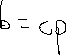 b = cp